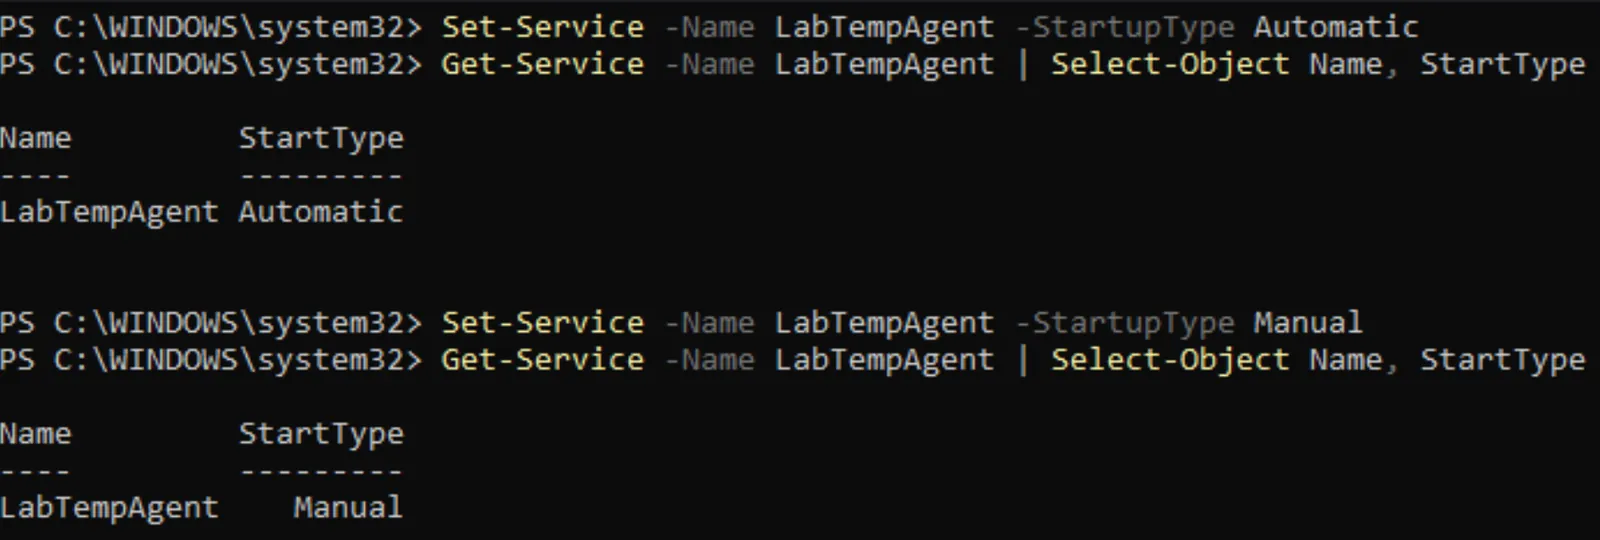 PS C:\WINDOWS\system32> Set-Service -Name LabTempAgent -StartupType Automatic
PS C:\WINDOWS\system32> Get-Service -Name LabTempAgent | Select-Object Name, StartType
Name         StartType
----         ---------
LabTempAgent Automatic
PS C:\WINDOWS\system32> Set-Service -Name LabTempAgent -StartupType Manual
PS C:\WINDOWS\system32> Get-Service -Name LabTempAgent | Select-Object Name, StartType
Name         StartType
----         ---------
LabTempAgent    Manual